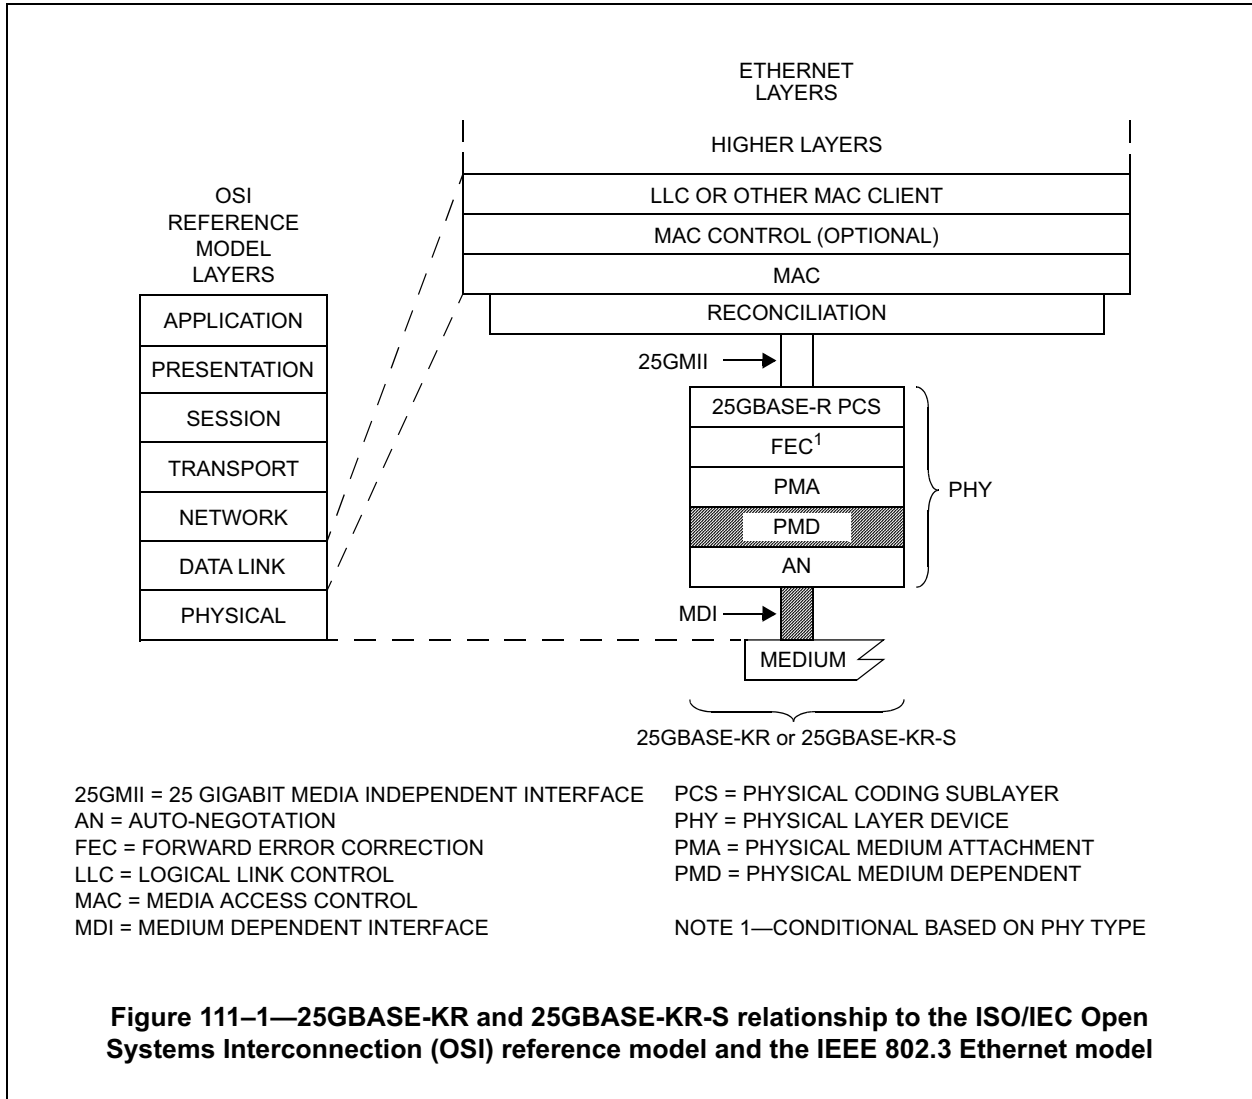 ETHERNET
LAYERS
HIGHER LAYERS
LLC OR OTHER MAC CLIENT
MAC CONTROL (OPTIONAL)
MAC
RECONCILIATION
OSI
REFERENCE
MODEL
LAYERS
APPLICATION
PRESENTATION
SESSION
TRANSPORT
NETWORK
DATA LINK
PHYSICAL
25GMII
25GBASE-R PCS
FEC1
PMA
PMD
AN
PHY
MDI
MEDIUM
25GBASE-KR or 25GBASE-KR-S
25GMII = 25 GIGABIT MEDIA INDEPENDENT INTERFACE
AN = AUTO-NEGOTATION
FEC = FORWARD ERROR CORRECTION
LLC = LOGICAL LINK CONTROL
MAC = MEDIA ACCESS CONTROL
MDI = MEDIUM DEPENDENT INTERFACE
PCS = PHYSICAL CODING SUBLAYER
PHY = PHYSICAL LAYER DEVICE
PMA = PHYSICAL MEDIUM ATTACHMENT
PMD = PHYSICAL MEDIUM DEPENDENT
NOTE 1—CONDITIONAL BASED ON PHY TYPE
Figure 111–1—25GBASE-KR and 25GBASE-KR-S relationship to the ISO/IEC Open
Systems Interconnection (OSI) reference model and the IEEE 802.3 Ethernet model